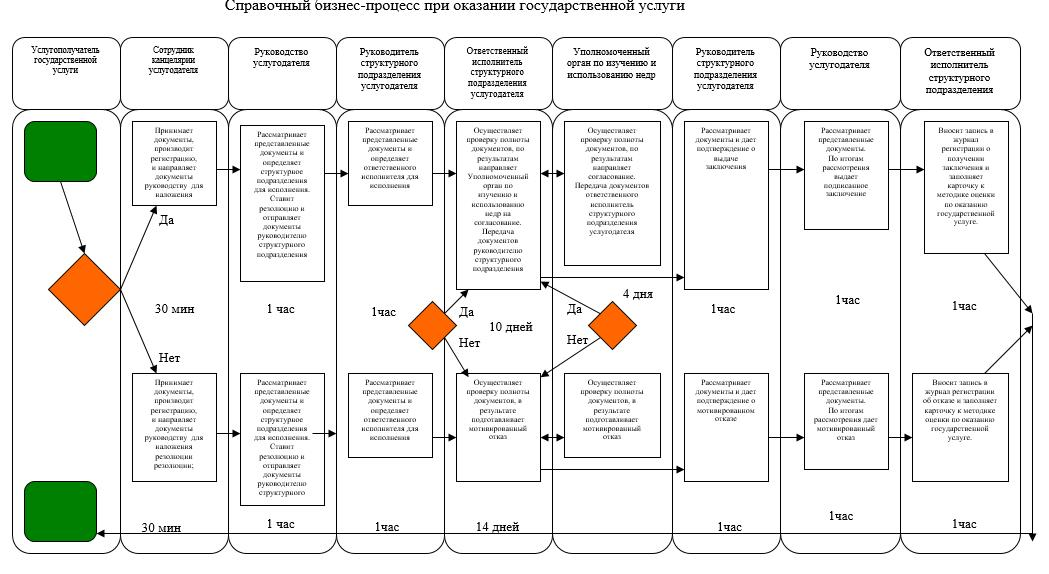 Справочный бизнес-процесс при оказании государственной услуги
Услугополучатель
государственной
услуги
Сотрудник
канцелярии
услугодателя
Руководство
услугодателя
Руководитель
структурного
подразделения
услугодателя
Ответственный
исполнитель
структурного
подразделения
услугодателя
Уполномоченный
орган по изучению и
использованию недр
Руководитель
структурного
подразделения
услугодателя
Руководство
услугодателя
Ответственный
исполнитель
структурного
подразделения
Принимает
документы,
производит
регистрацию,
и направляет
документы
руководству для
наложения
Рассматривает
представленные
документы и
определяет
структурное
подразделения
для исполнения.
Ставит
резолюцию и
отправляет
документы
руководителю
структурного
подразделения
Рассматривает
представленные
документы и
определяет
ответственного
исполнителя для
исполнения
Осуществляет
проверку полноты
документов, по
результатам
направляет
Уполномоченный
орган по
изучению и
использованию
недр на
согласование.
Передача
документов
руководителю
структурного
подразделения
Осуществляет
проверку полноты
документов, по
результатам
направляет
согласование.
Передача документов
ответственного
исполнитель
структурного
подразделения
услугодателя
Рассматривает
документы и дает
подтверждение о
выдаче
заключения
Рассматривает
представленные
документы.
По итогам
рассмотрения
выдает
подписанное
заключение
Вносит запись в
журнал
регистрации о
получении
заключения и
заполняет
карточку к
методике оценки
по оказанию
государственной
услуге.
Да
30 мин
1 час
1час
Да
10 дней
Нет
4 дня
Да
Нет
1час
1час
1час
Нет
Принимает
документы,
производит
регистрацию,
и направляет
документы
руководству для
наложения
резолюции
резолюции;
Рассматривает
представленные
документы и
определяет
структурное
подразделения
для исполнения.
Ставит
резолюцию и
отправляет
документы
руководителю
структурного
Рассматривает
представленные
документы и
определяет
ответственного
исполнителя для
исполнения
Осуществляет
проверку полноты
документов, в
результате
подготавливает
мотивированный
отказ
Осуществляет
проверку полноты
документов, в
результате
подготавливает
мотивированный
отказ
Рассматривает
документы и дает
подтверждение о
мотивированном
отказе
Рассматривает
представленные
документы.
По итогам
рассмотрения дает
мотивированный
отказ
Вносит запись в
журнал регистрации
об отказе и заполняет
карточку к методике
оценки по оказанию
государственной
услуге.
30 мин
1 час
1час
14 дней
1час
1час
1час